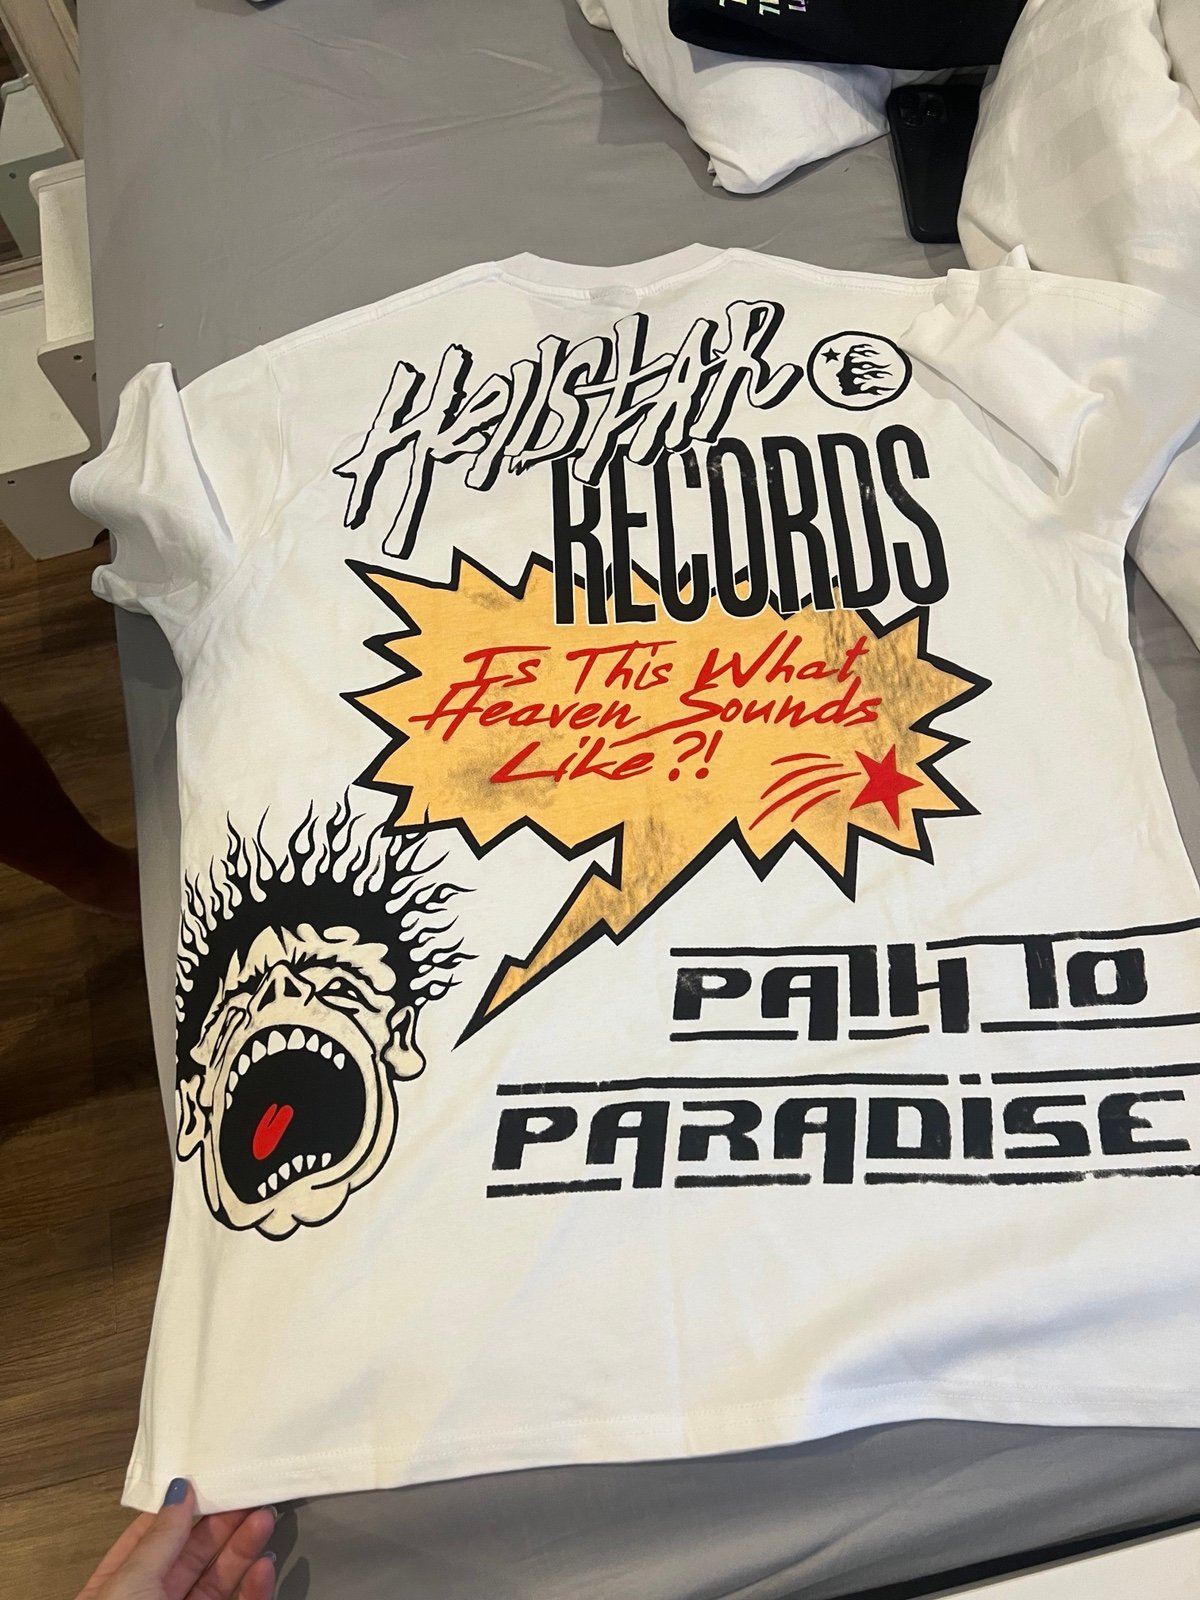 HellSTAR
RECORDS
Is This What
Heaven Sounds
Like?!
PATH TO
PARADiSE